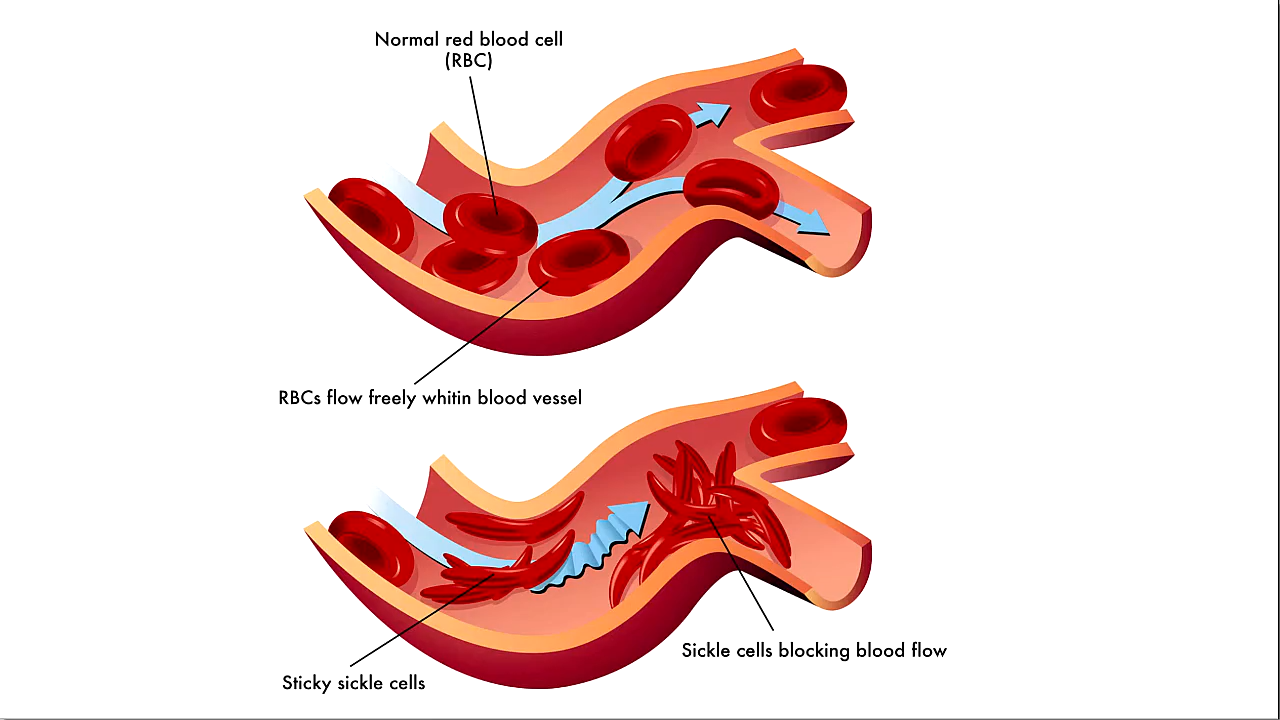 Normal red blood cell
(RBC)
RBCs flow freely whitin blood vessel
Sickle cells blocking blood flow
Sticky sickle cells